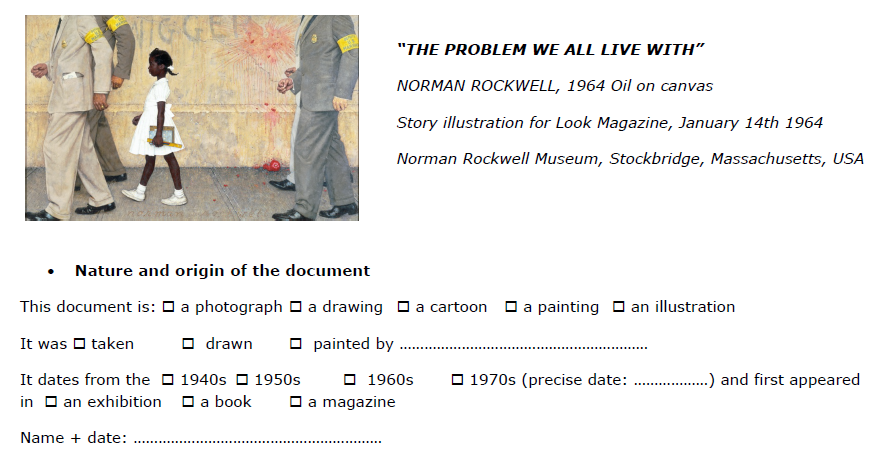 “THE PROBLEM WE ALL LIVE WITH”
NORMAN ROCKWELL, 1964 Oil on canvas
Story illustration for Look Magazine, January 14th 1964
Norman Rockwell Museum, Stockbridge, Massachusetts, USA
• Nature and origin of the document
This document is: ☐ a photograph ☐ a drawing ☐ a cartoon ☐ a painting ☐ an illustration
It was ☐ taken ☐ drawn ☐ painted by ……………………………………………………
It dates from the ☐ 1940s ☐ 1950s ☐ 1960s ☐ 1970s (precise date: ………………) and first appeared
in ☐ an exhibition ☐ a book ☐ a magazine
Name + date: ……………………………………………………